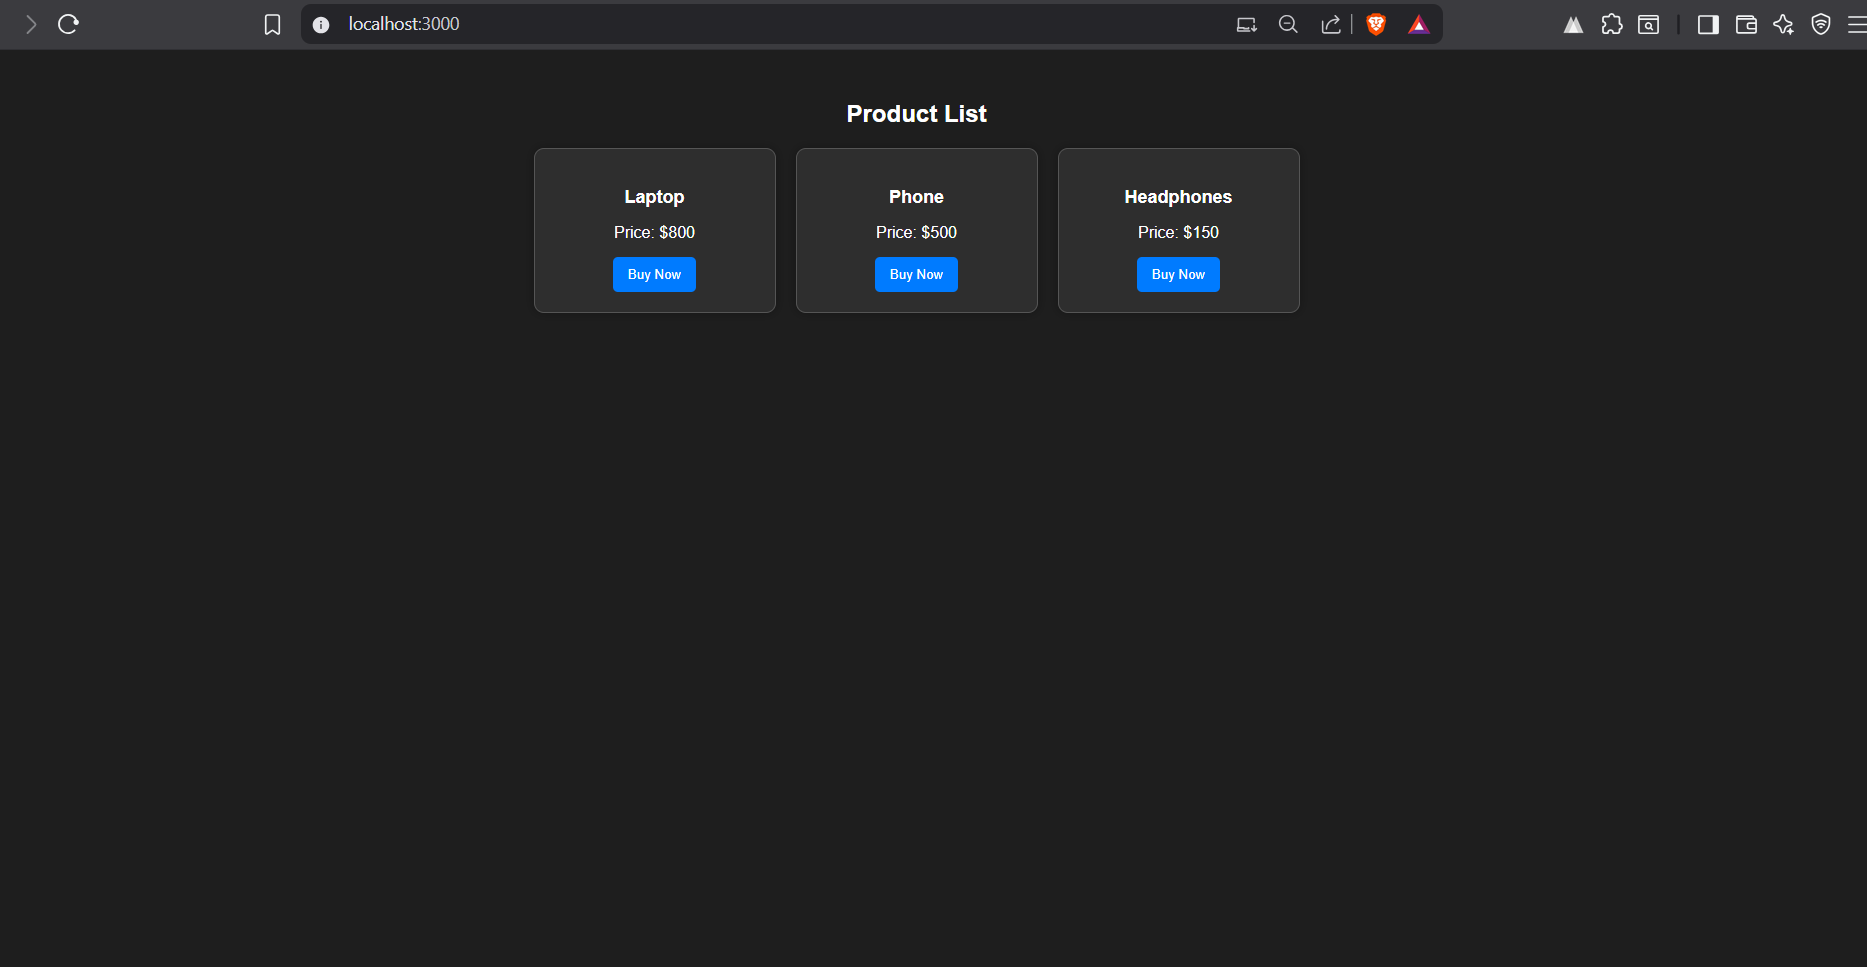 localhost:3000
Product List
Laptop
Price: $800
Buy Now
Phone
Price: $500
Buy Now
Headphones
Price: $150
Buy Now